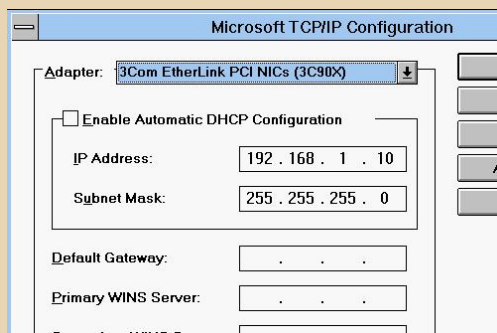 Microsoft TCP/IP Configuration
Adapter: 3Com EtherLink PCI NICs (3C90X)
Enable Automatic DHCP Configuration
IP Address: 192 . 168 . 1 . 10
Subnet Mask: 255 . 255 . 255 . 0
Default Gateway: . . .
Primary WINS Server: . . .